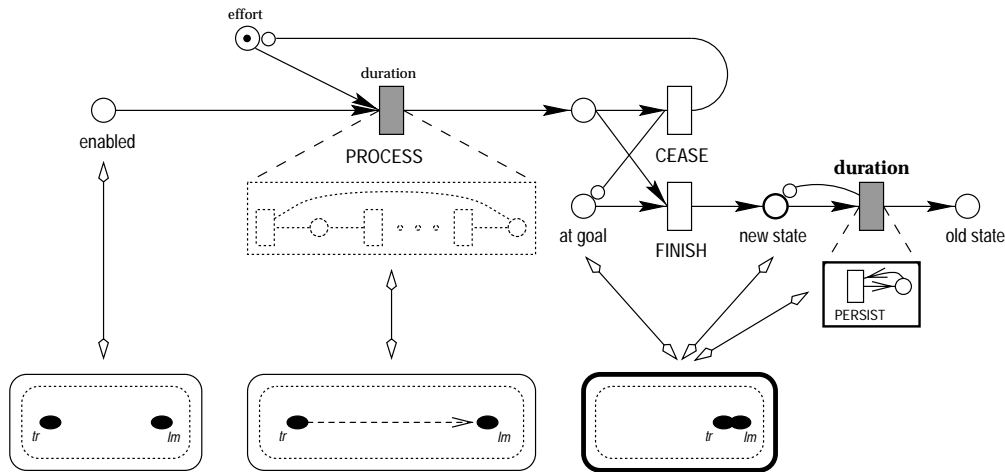 effort
duration
enabled
PROCESS
CEASE
duration
at goal
FINISH
new state
old state
PERSIST
tr
lm
tr
lm
tr
lm